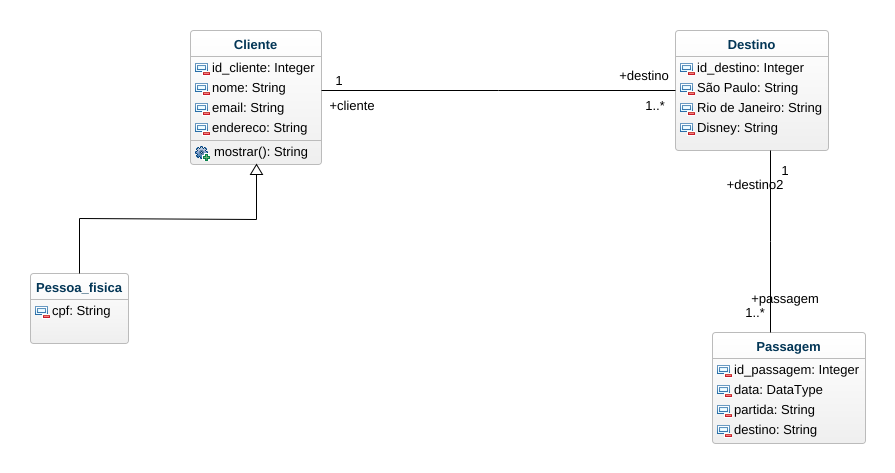 Cliente
id_cliente: Integer
nome: String
email: String
endereco: String
mostrar(): String
1
+cliente
+destino
1..*
Destino
id_destino: Integer
São Paulo: String
Rio de Janeiro: String
Disney: String
1
+destino2
Pessoa_fisica
cpf: String
+passagem
1..*
Passagem
id_passagem: Integer
data: DataType
partida: String
destino: String